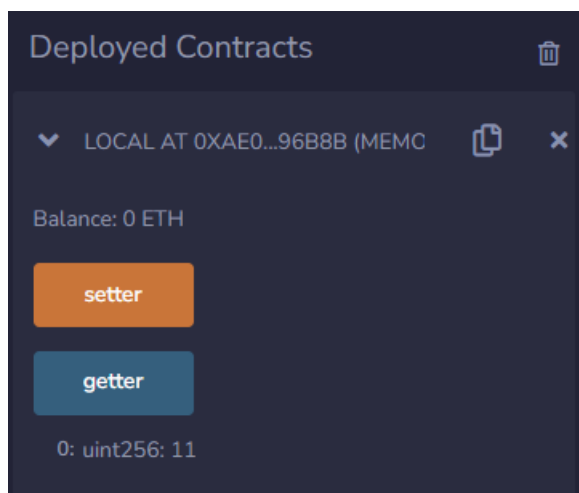 Deployed Contracts
LOCAL AT 0XAE0...96B8B (MEMO
Balance: 0 ETH
setter
getter
0: uint256: 11